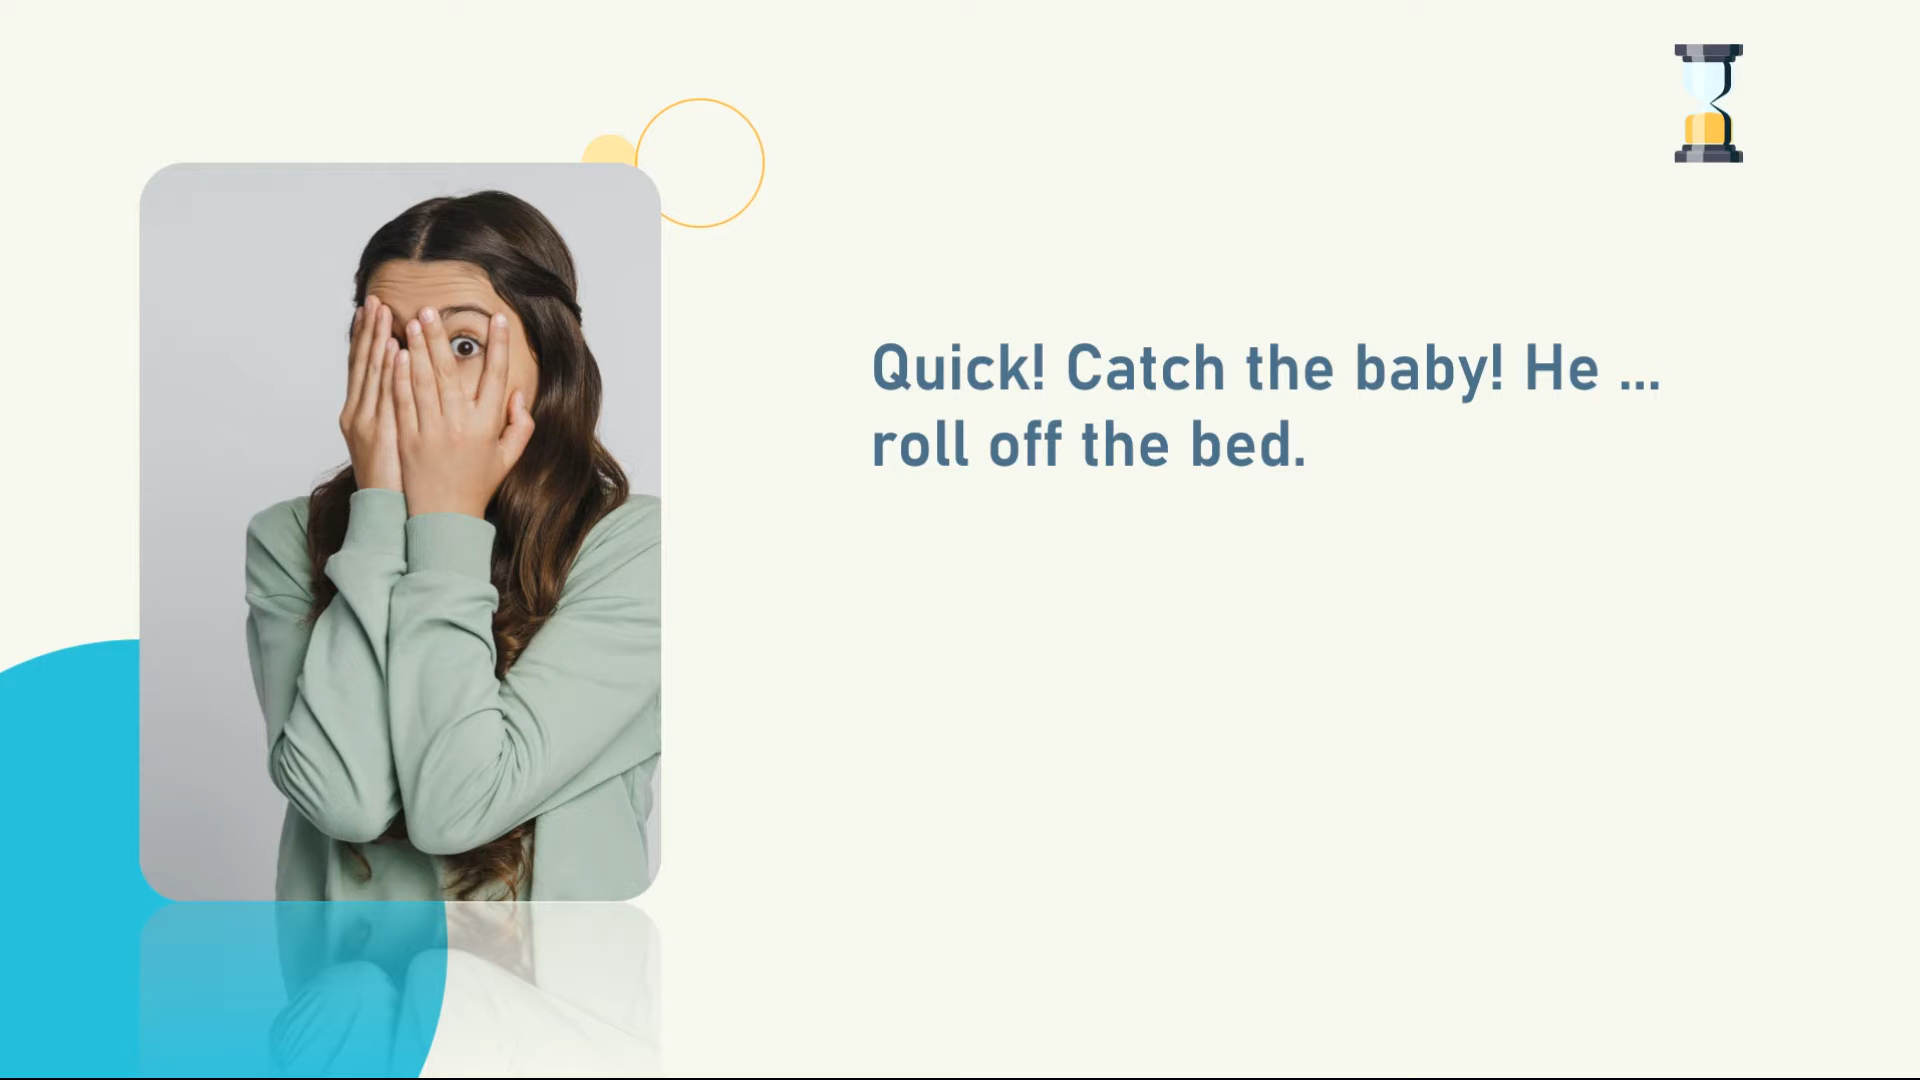 Quick! Catch the baby! He ...
roll off the bed.